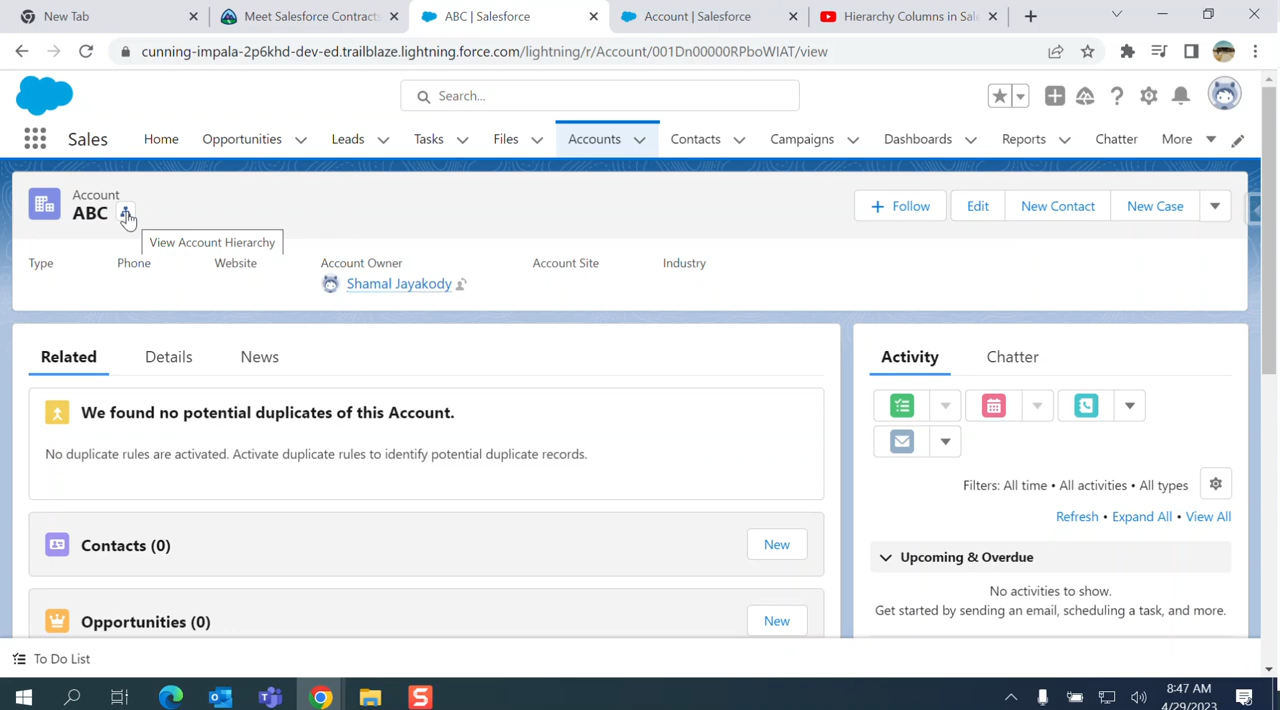 New Tab
Meet Salesforce Contracts
ABC | Salesforce
Account | Salesforce
Hierarchy Columns in Sal
cunning-impala-2p6khd-dev-ed.trailblaze.lightning.force.com/lightning/r/Account/001Dn00000RPboWIAT/view
Search...
Sales
Home
Opportunities
Leads
Tasks
Files
Accounts
Contacts
Campaigns
Dashboards
Reports
Chatter
More
Account
ABC
View Account Hierarchy
Follow
Edit
New Contact
New Case
Type
Phone
Website
Account Owner
Account Site
Industry
Shamal Jayakody
Related
Details
News
We found no potential duplicates of this Account.
No duplicate rules are activated. Activate duplicate rules to identify potential duplicate records.
Contacts (0)
New
Opportunities (0)
New
Activity
Chatter
Filters: All time • All activities • All types
Refresh • Expand All • View All
Upcoming & Overdue
No activities to show.
Get started by sending an email, scheduling a task, and more.
To Do List
8:47 AM
4/29/2023